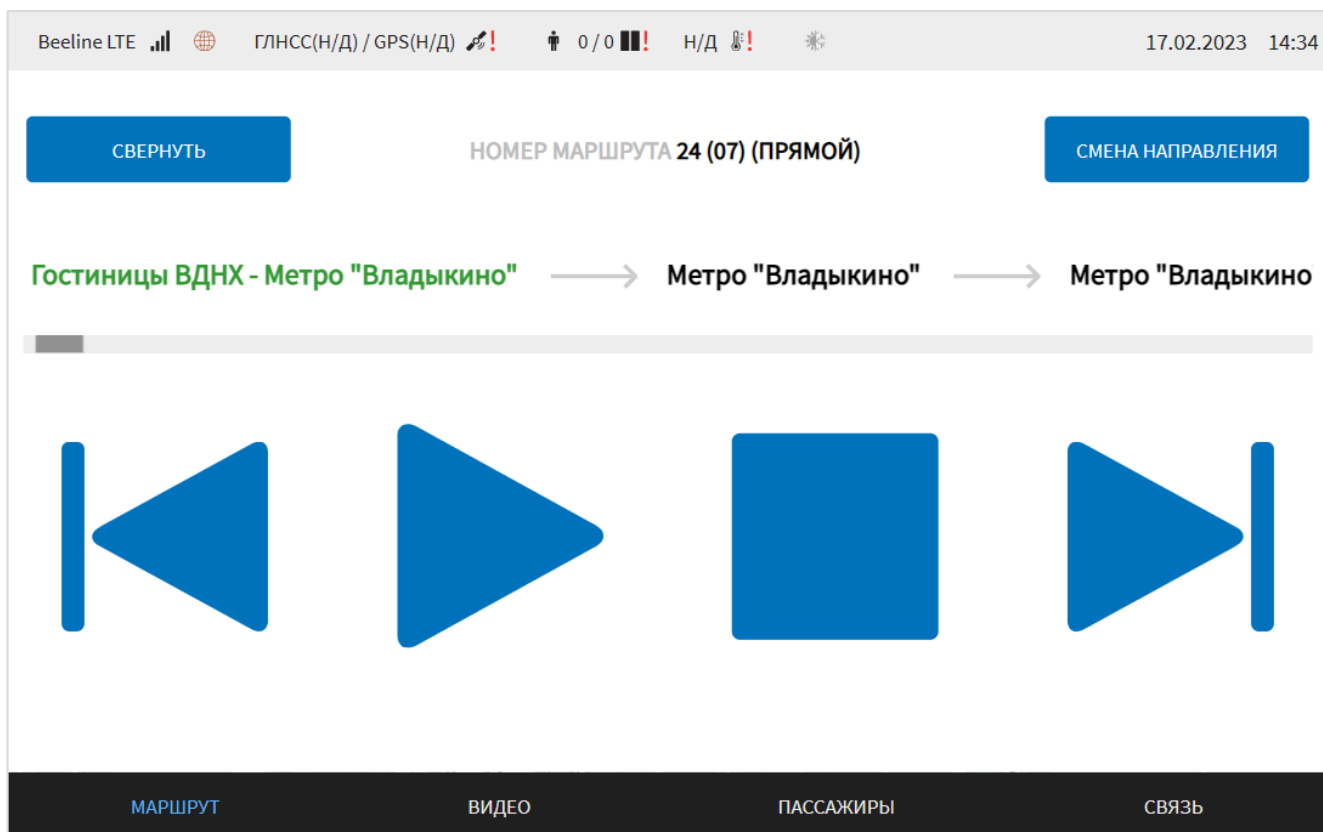 Beeline LTE ГЛНСС(Н/Д) / GPS(Н/Д) ! 0 / 0 ! Н/Д ! 17.02.2023 14:34
СВЕРНУТЬ НОМЕР МАРШРУТА 24 (07) (ПРЯМОЙ) СМЕНА НАПРАВЛЕНИЯ
Гостиницы ВДНХ - Метро "Владыкино" Метро "Владыкино" Метро "Владыкино
МАРШРУТ ВИДЕО ПАССАЖИРЫ СВЯЗЬ